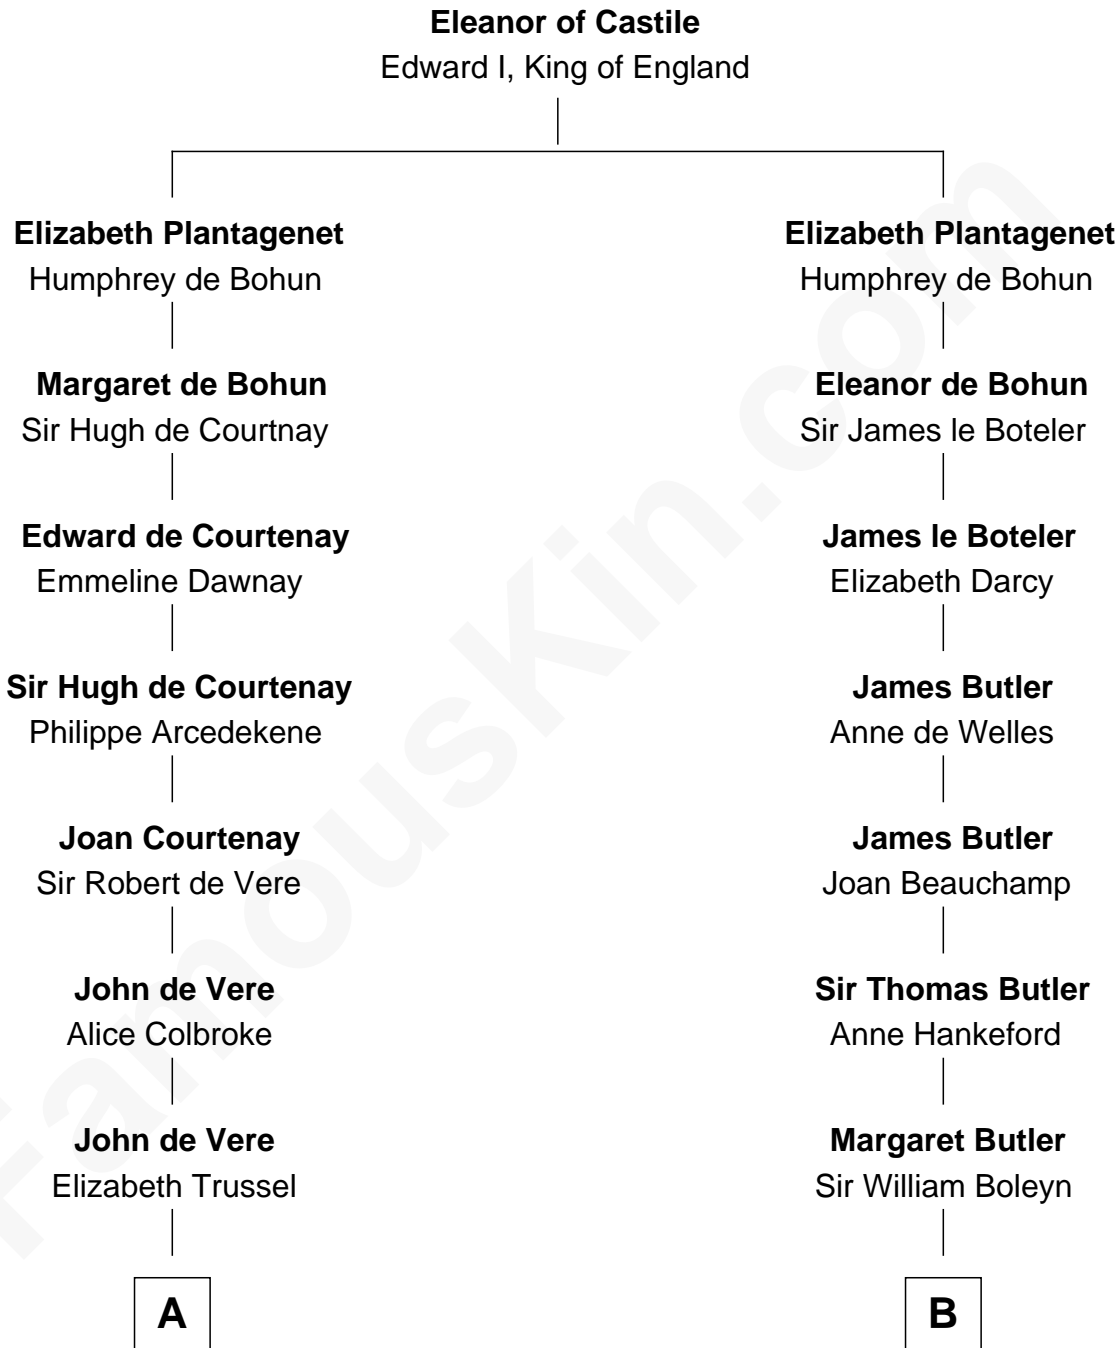 Eleanor of Castile
Edward I, King of England
Elizabeth Plantagenet
Humphrey de Bohun
Margaret de Bohun
Sir Hugh de Courtnay
Edward de Courtenay
Emmeline Dawnay
Sir Hugh de Courtenay
Philippe Arcedekene
Joan Courtenay
Sir Robert de Vere
John de Vere
Alice Colbroke
John de Vere
Elizabeth Trussel
A
Elizabeth Plantagenet
Humphrey de Bohun
Eleanor de Bohun
Sir James le Boteler
James le Boteler
Elizabeth Darcy
James Butler
Anne de Welles
James Butler
Joan Beauchamp
Sir Thomas Butler
Anne Hankeford
Margaret Butler
Sir William Boleyn
B
FamousKin.com